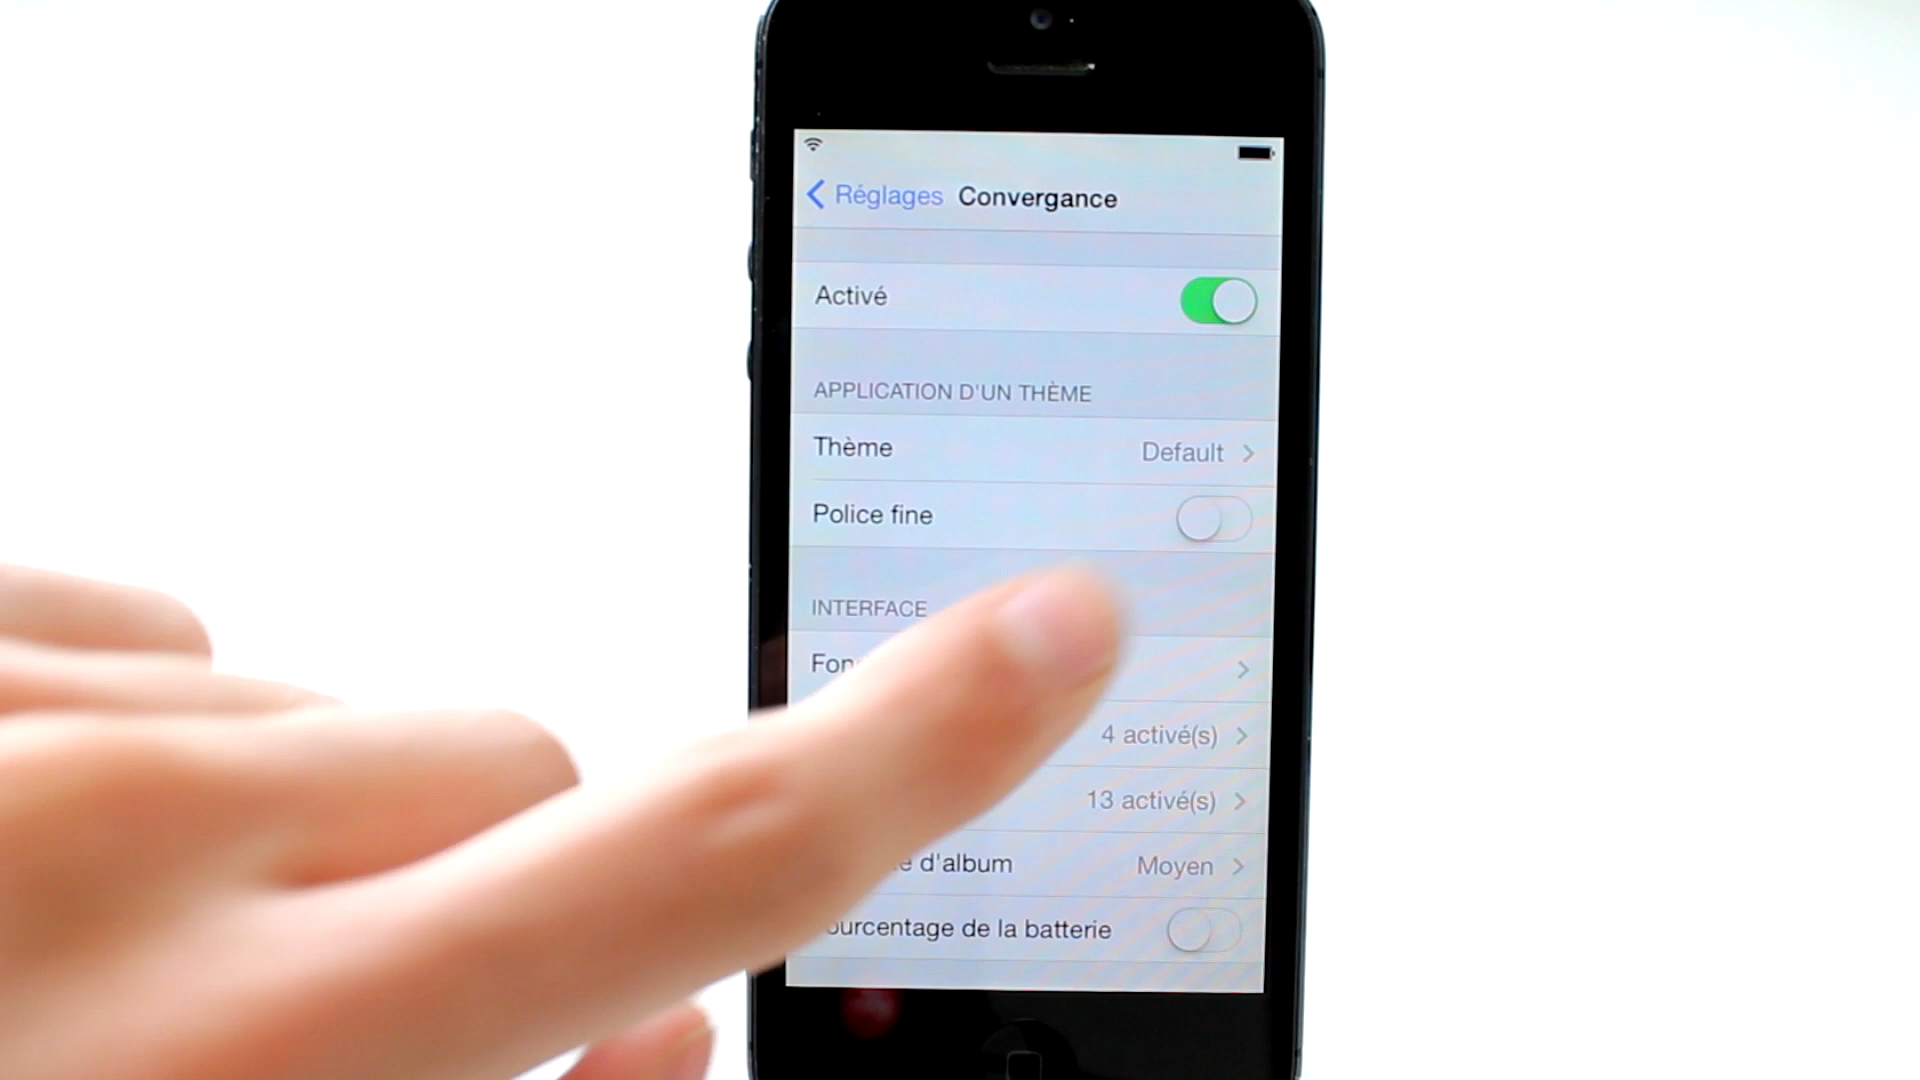 Réglages Convergance
Activé
APPLICATION D'UN THÈME
Thème Default
Police fine
INTERFACE
4 activé(s)
13 activé(s)
d'album Moyen
de la batterie